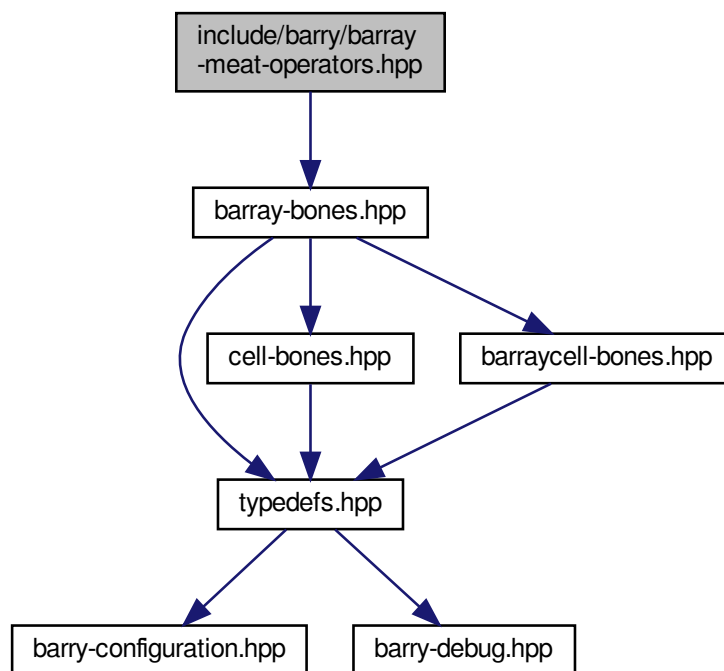 include/barry/barray
-meat-operators.hpp
barray-bones.hpp
cell-bones.hpp
barraycell-bones.hpp
typedefs.hpp
barry-configuration.hpp
barry-debug.hpp